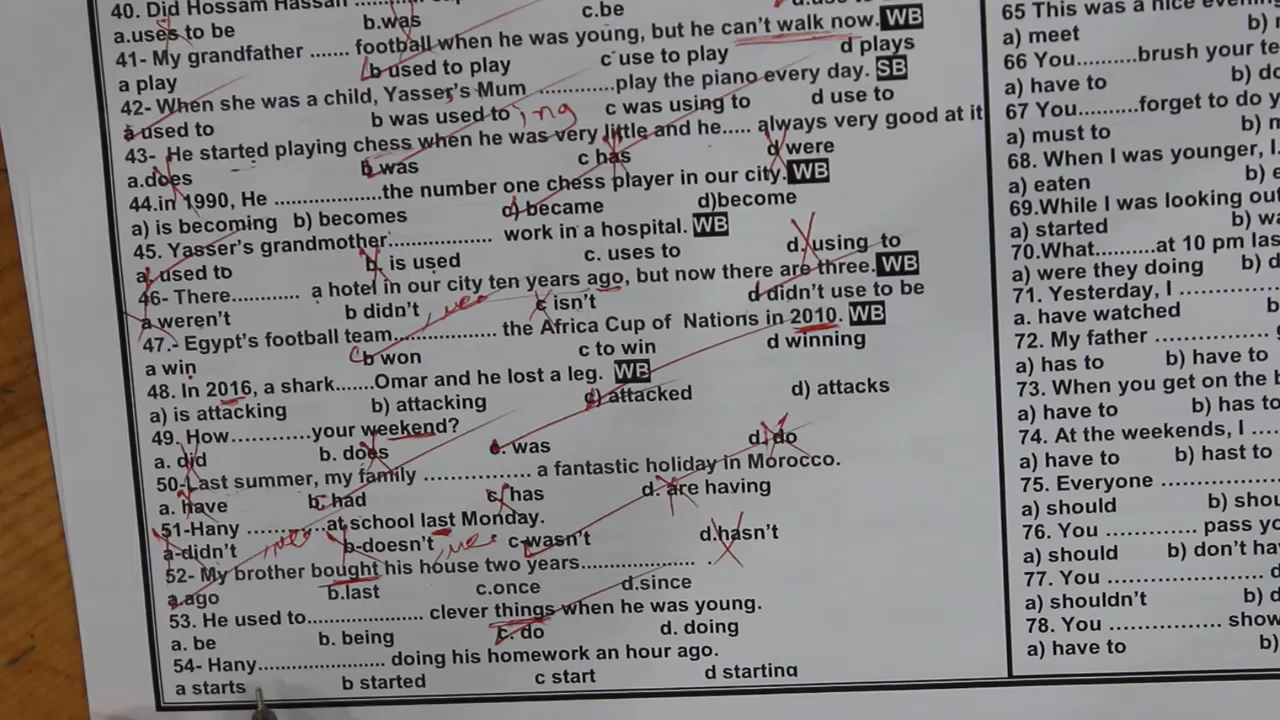 40. Did Hossam Hassan ..............
a.uses to be b.was c.be
41- My grandfather ....... football when he was young, but he can't walk now. WB
a play b used to play c use to play d plays
42- When she was a child, Yasser's Mum .............play the piano every day. SB
a used to b was used to ing c was using to d use to
43- He started playing chess when he was very little and he..... always very good at it
a.does b was c has d were
44.in 1990, He ..................the number one chess player in our city. WB
a) is becoming b) becomes c) became d)become
45. Yasser's grandmother................. work in a hospital. WB
a. used to b. is used c. uses to d. using to
46- There........... a hotel in our city ten years ago, but now there are three. WB
a weren't b didn't c isn't d didn't use to be
47.- Egypt's football team..................... the Africa Cup of Nations in 2010. WB
a win b won c to win d winning
48. In 2016, a shark.......Omar and he lost a leg. WB
a) is attacking b) attacking c) attacked d) attacks
49. How............your weekend?
a. did b. does c. was d. do
50-Last summer, my family ................ a fantastic holiday in Morocco.
a. have b. had c. has d. are having
51-Hany ............at school last Monday.
a-didn't b-doesn't c-wasn't d.hasn't
52- My brother bought his house two years.................
a.ago b.last c.once d.since
53. He used to.................. clever things when he was young.
a. be b. being c. do d. doing
54- Hany................... doing his homework an hour ago.
a starts b started c start d starting
65 This was a nice
a) meet b)
66 You..........brush your
a) have to b)
67 You.........forget to do
a) must to b)
68. When I was younger, I
a) eaten b)
69.While I was looking
a) started b)
70.What.........at 10 pm
a) were they doing b)
71. Yesterday, I ...............
a. have watched b
72. My father ..................
a) has to b) have to
73. When you get on the
a) have to b) has to
74. At the weekends, I ....
a) have to b) hast to
75. Everyone ..................
a) should b)
76. You ............. pass
a) should b) don't
77. You ........................
a) shouldn't b)
78. You ................. show
a) have to b)